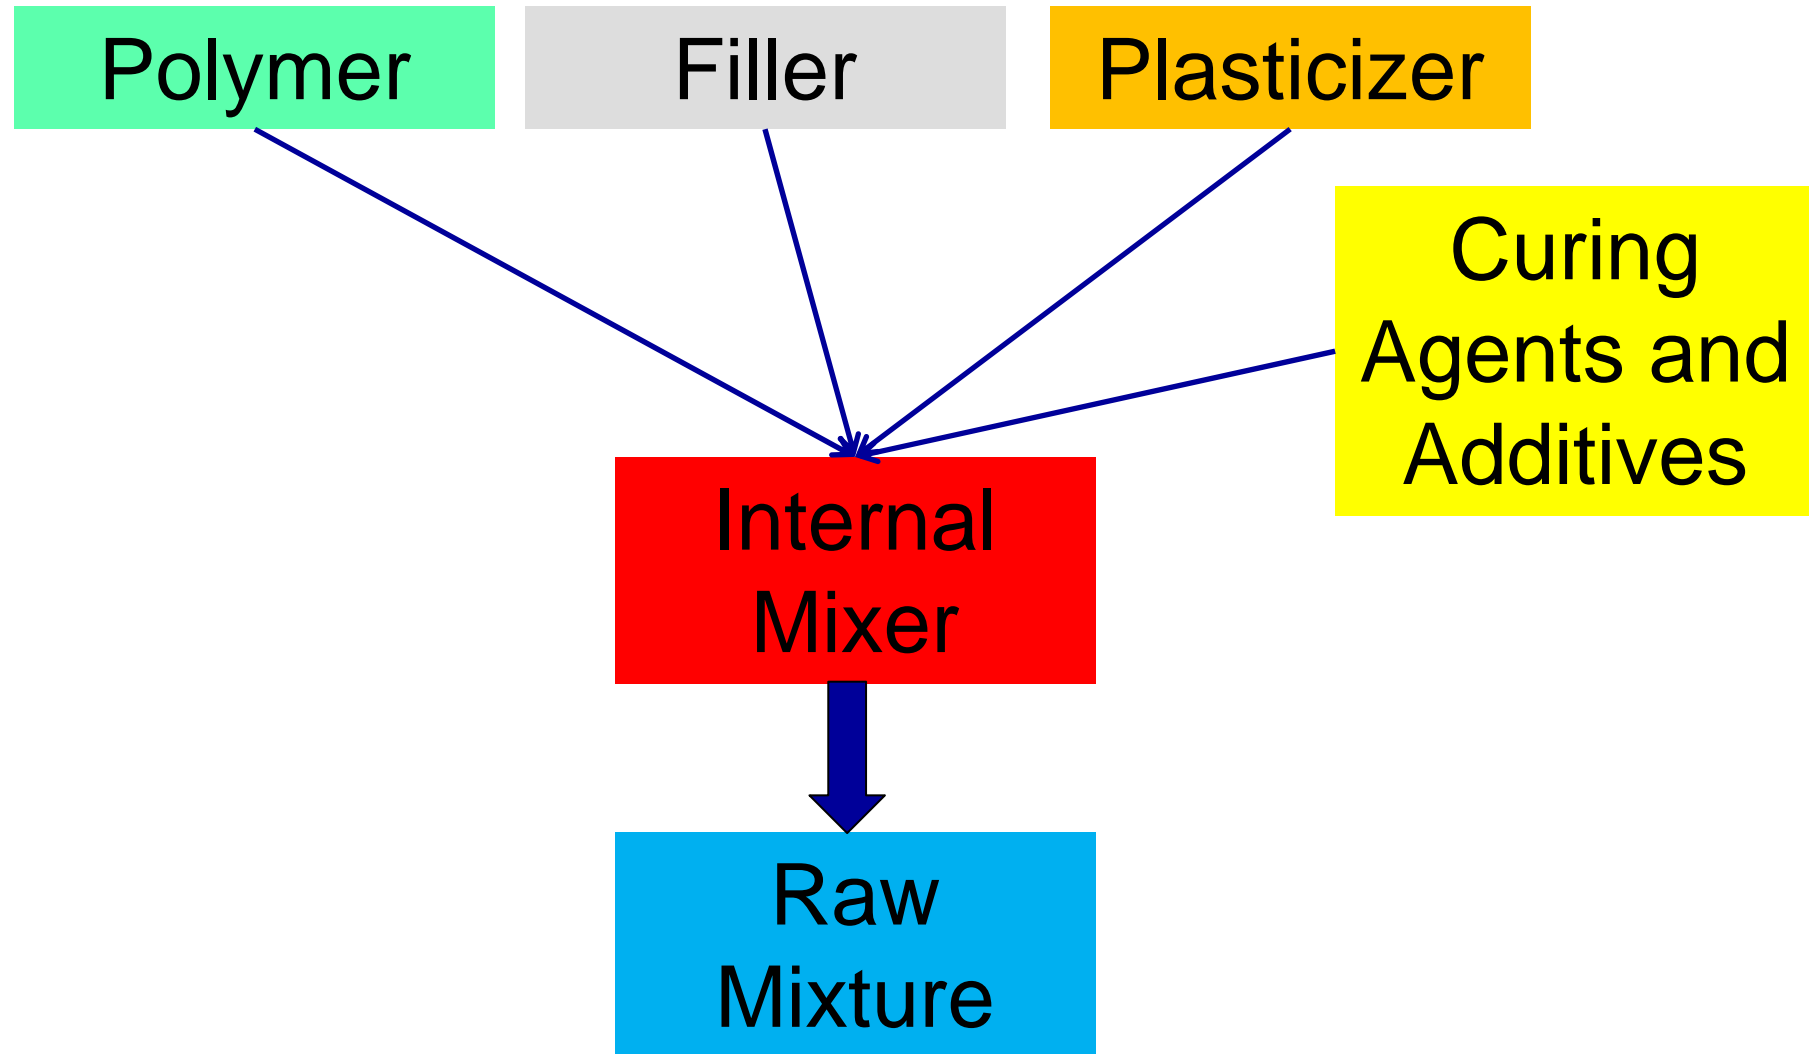 Polymer
Filler
Plasticizer
Curing
Agents and
Additives
Internal
Mixer
Raw
Mixture